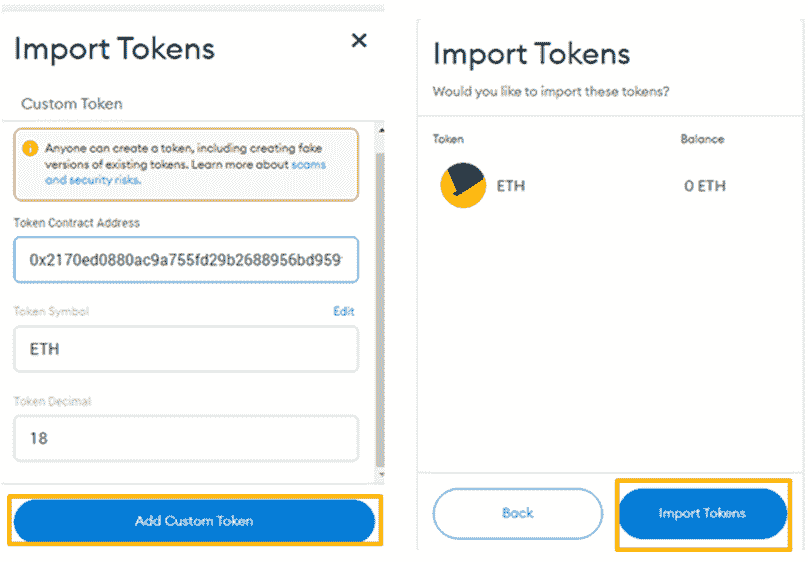 Import Tokens
Custom Token
Anyone can create a token, including creating fake
versions of existing tokens. Learn more about scams
and security risks.
Token Contract Address
0x2170ed0880ac9a755fd29b2688956bd959
Token Symbol
Edit
ETH
Token Decimal
18
Add Custom Token
Import Tokens
Would you like to import these tokens?
Token Balance
ETH 0 ETH
Back
Import Tokens